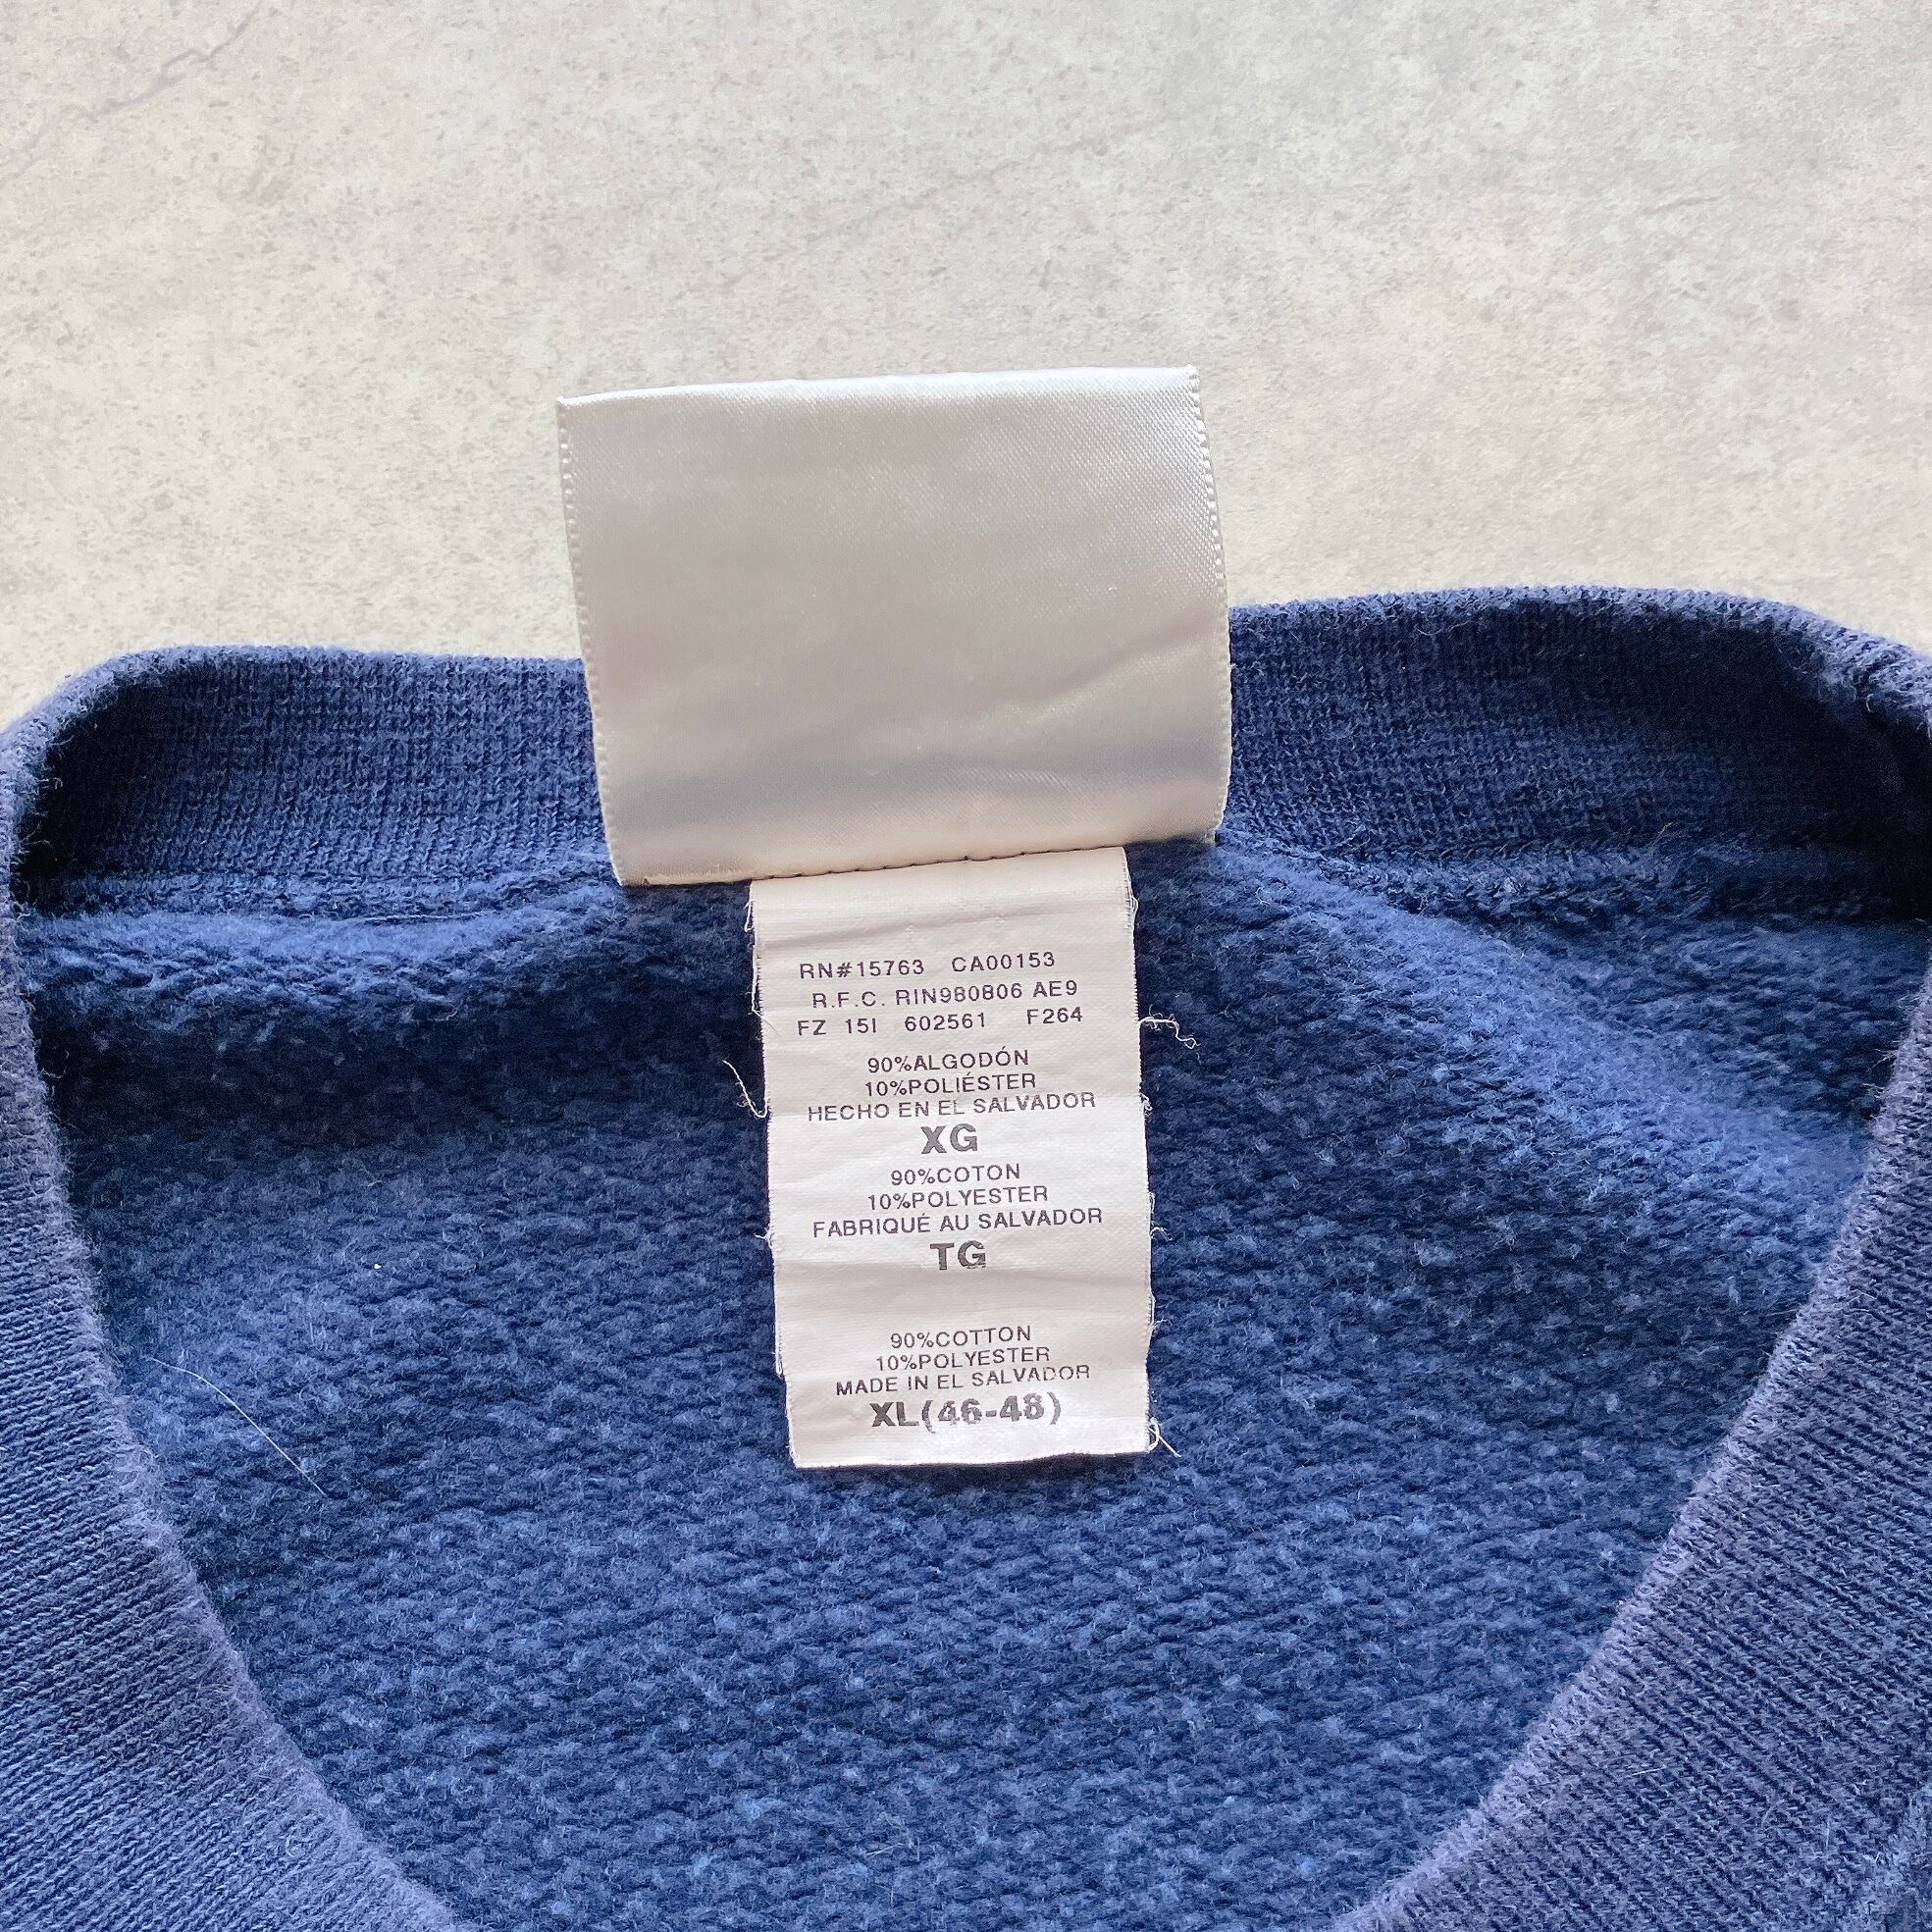 RN#15763 CA00153
R.F.C. RIN980806 AE9
FZ 15I 602561 F264
90%ALGODÓN
10%POLIÉSTER
HECHO EN EL SALVADOR
XG
90%COTON
10%POLYESTER
FABRIQUÉ AU SALVADOR
TG
90%COTTON
10%POLYESTER
MADE IN EL SALVADOR
XL(46-48)